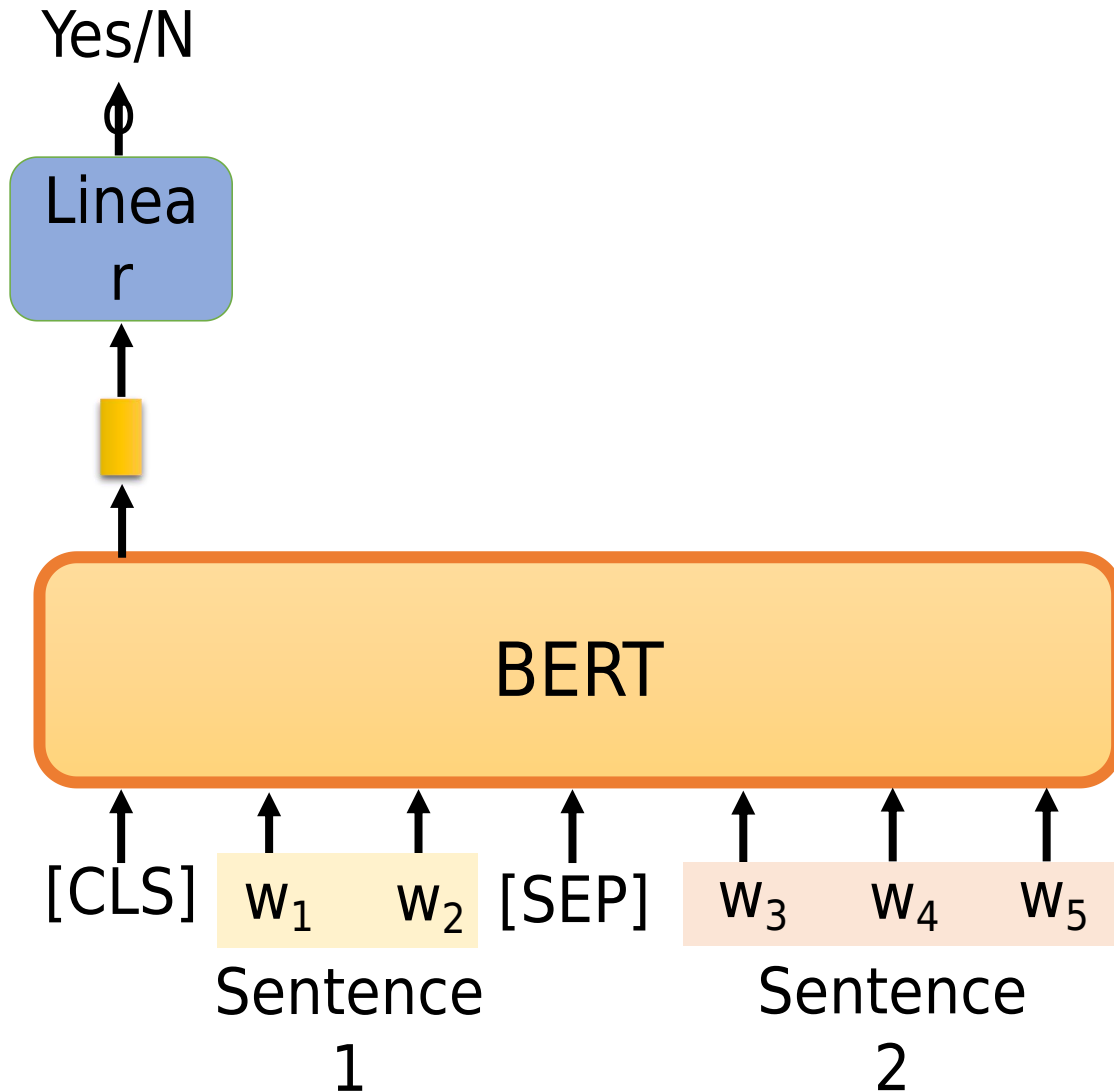 Yes/N
o
Linea
r
BERT
[CLS] w₁ w₂ [SEP] w₃ w₄ w₅
Sentence Sentence
1 2